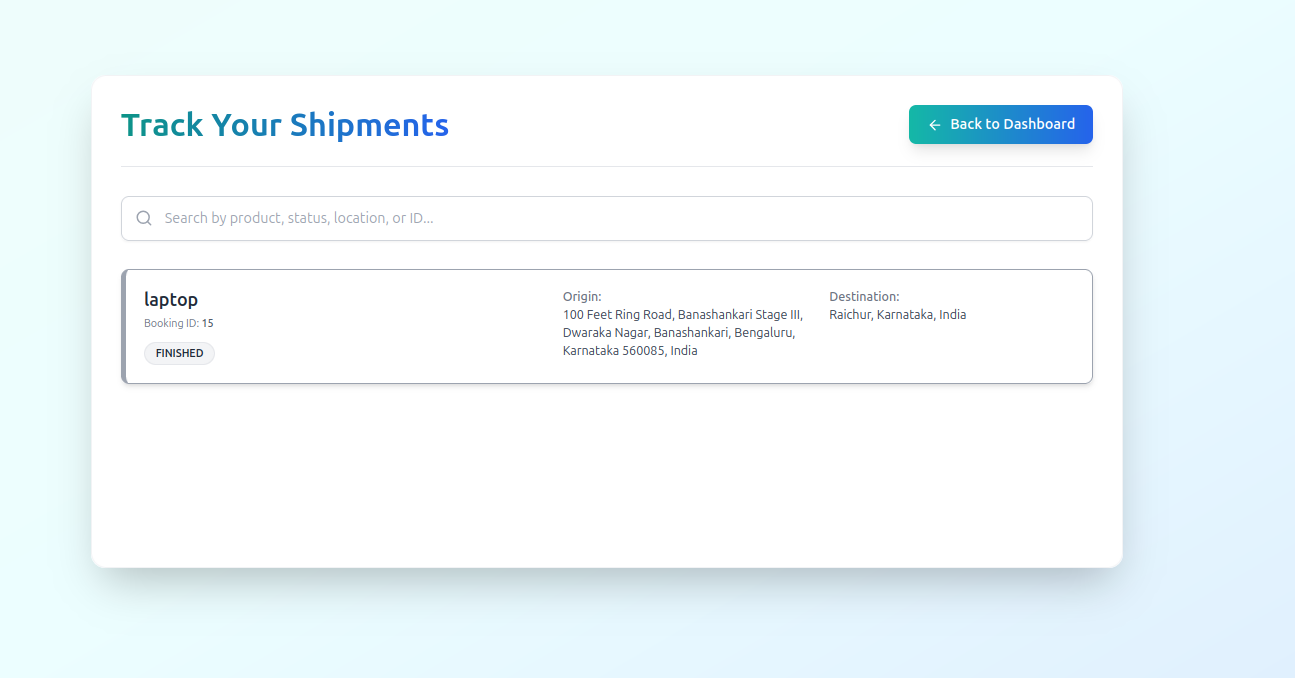 Track Your Shipments
Back to Dashboard
Search by product, status, location, or ID...
laptop
Booking ID: 15
FINISHED
Origin:
100 Feet Ring Road, Banashankari Stage III,
Dwaraka Nagar, Banashankari, Bengaluru,
Karnataka 560085, India
Destination:
Raichur, Karnataka, India